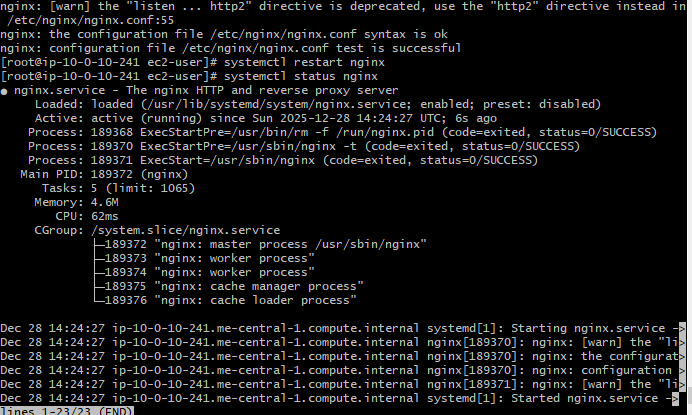 nginx: [warn] the "listen ... http2" directive is deprecated, use the "http2" directive instead in
/etc/nginx/nginx.conf:55
nginx: the configuration file /etc/nginx/nginx.conf syntax is ok
nginx: configuration file /etc/nginx/nginx.conf test is successful
[root@ip-10-0-10-241 ec2-user]# systemctl restart nginx
[root@ip-10-0-10-241 ec2-user]# systemctl status nginx
● nginx.service - The nginx HTTP and reverse proxy server
Loaded: loaded (/usr/lib/systemd/system/nginx.service; enabled; preset: disabled)
Active: active (running) since Sun 2025-12-28 14:24:27 UTC; 6s ago
Process: 189368 ExecStartPre=/usr/bin/rm -f /run/nginx.pid (code=exited, status=0/SUCCESS)
Process: 189370 ExecStartPre=/usr/sbin/nginx -t (code=exited, status=0/SUCCESS)
Process: 189371 ExecStart=/usr/sbin/nginx (code=exited, status=0/SUCCESS)
Main PID: 189372 (nginx)
Tasks: 5 (limit: 1065)
Memory: 4.6M
CPU: 62ms
CGroup: /system.slice/nginx.service
├─189372 "nginx: master process /usr/sbin/nginx"
├─189373 "nginx: worker process"
├─189374 "nginx: worker process"
├─189375 "nginx: cache manager process"
└─189376 "nginx: cache loader process"
Dec 28 14:24:27 ip-10-0-10-241.me-central-1.compute.internal systemd[1]: Starting nginx.service ->
Dec 28 14:24:27 ip-10-0-10-241.me-central-1.compute.internal nginx[189370]: nginx: [warn] the "li>
Dec 28 14:24:27 ip-10-0-10-241.me-central-1.compute.internal nginx[189370]: nginx: the configurat>
Dec 28 14:24:27 ip-10-0-10-241.me-central-1.compute.internal nginx[189370]: nginx: configuration >
Dec 28 14:24:27 ip-10-0-10-241.me-central-1.compute.internal nginx[189371]: nginx: [warn] the "li>
Dec 28 14:24:27 ip-10-0-10-241.me-central-1.compute.internal systemd[1]: Started nginx.service ->
lines 1-23/23 (END)